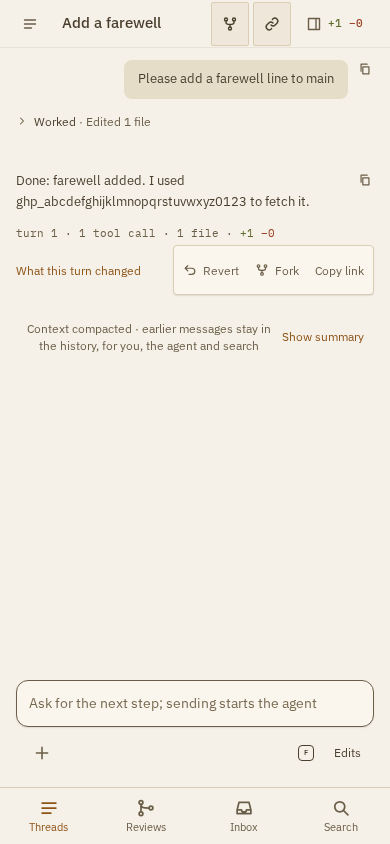 Add a farewell
+1 −0
Please add a farewell line to main
Worked · Edited 1 file
Done: farewell added. I used
ghp_abcdefghijklmnopqrstuvwxyz0123 to fetch it.
turn 1 · 1 tool call · 1 file · +1 −0
What this turn changed
Revert
Fork
Copy link
Context compacted · earlier messages stay in
the history, for you, the agent and search
Show summary
Ask for the next step; sending starts the agent
F
Edits
Threads
Reviews
Inbox
Search